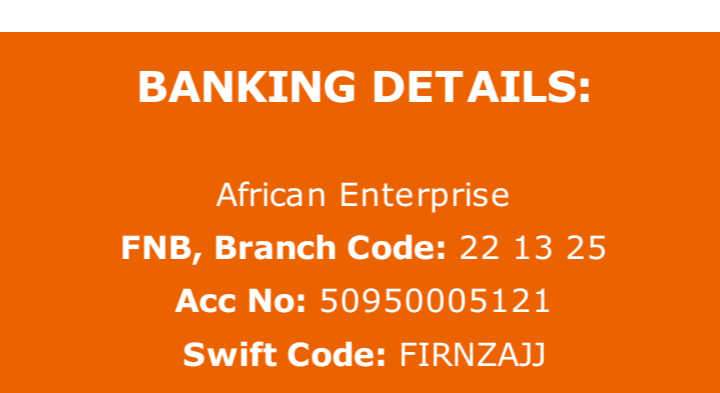 BANKING DETAILS:
African Enterprise
FNB, Branch Code: 22 13 25
Acc No: 50950005121
Swift Code: FIRNZAJJ